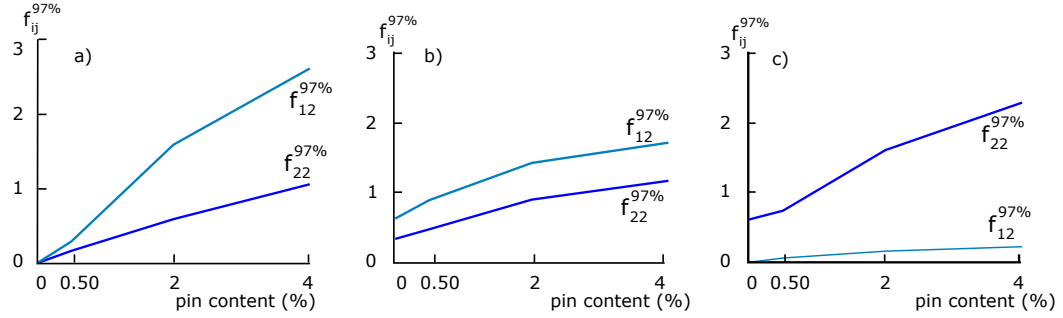 f_ij^97%
a)
3
2
1
0
f_12^97%
f_22^97%
0 0.50 2 4
pin content (%)
f_ij^97%
b)
3
2
1
0
f_12^97%
f_22^97%
0 0.50 2 4
pin content (%)
f_ij^97%
c)
3
2
1
0
f_22^97%
f_12^97%
0 0.50 2 4
pin content (%)